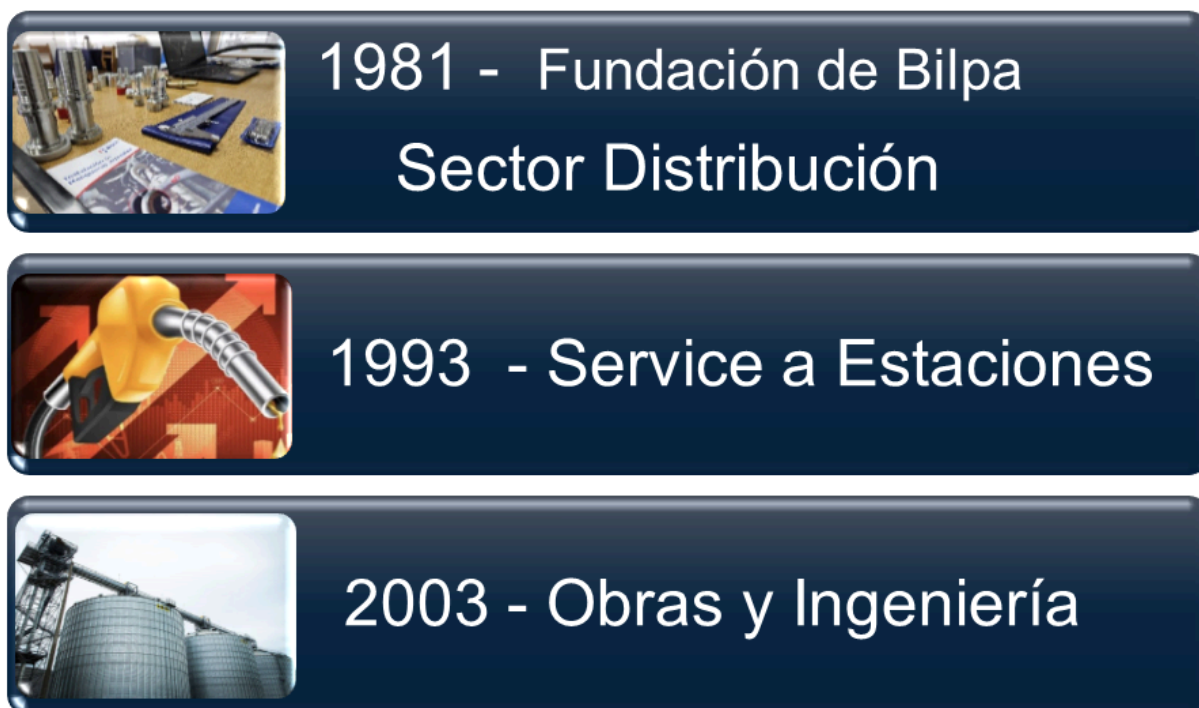 1981 - Fundación de Bilpa
Sector Distribución
1993 - Service a Estaciones
2003 - Obras y Ingeniería